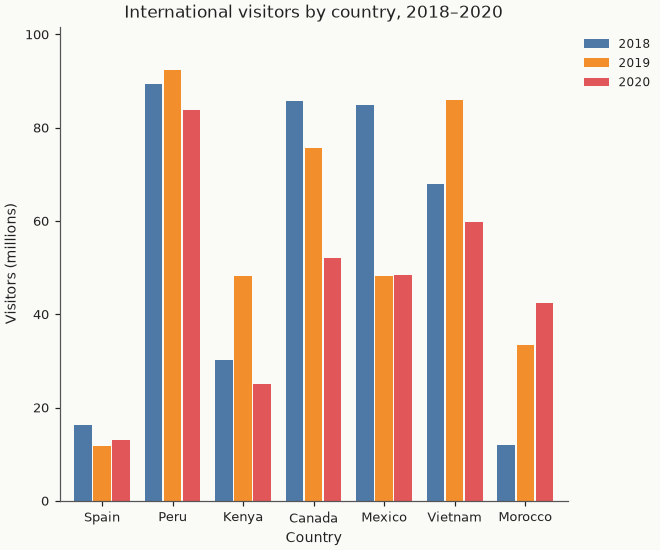 International visitors by country, 2018–2020
2018
2019
2020
Visitors (millions)
100
80
60
40
20
0
Spain Peru Kenya Canada Mexico Vietnam Morocco
Country